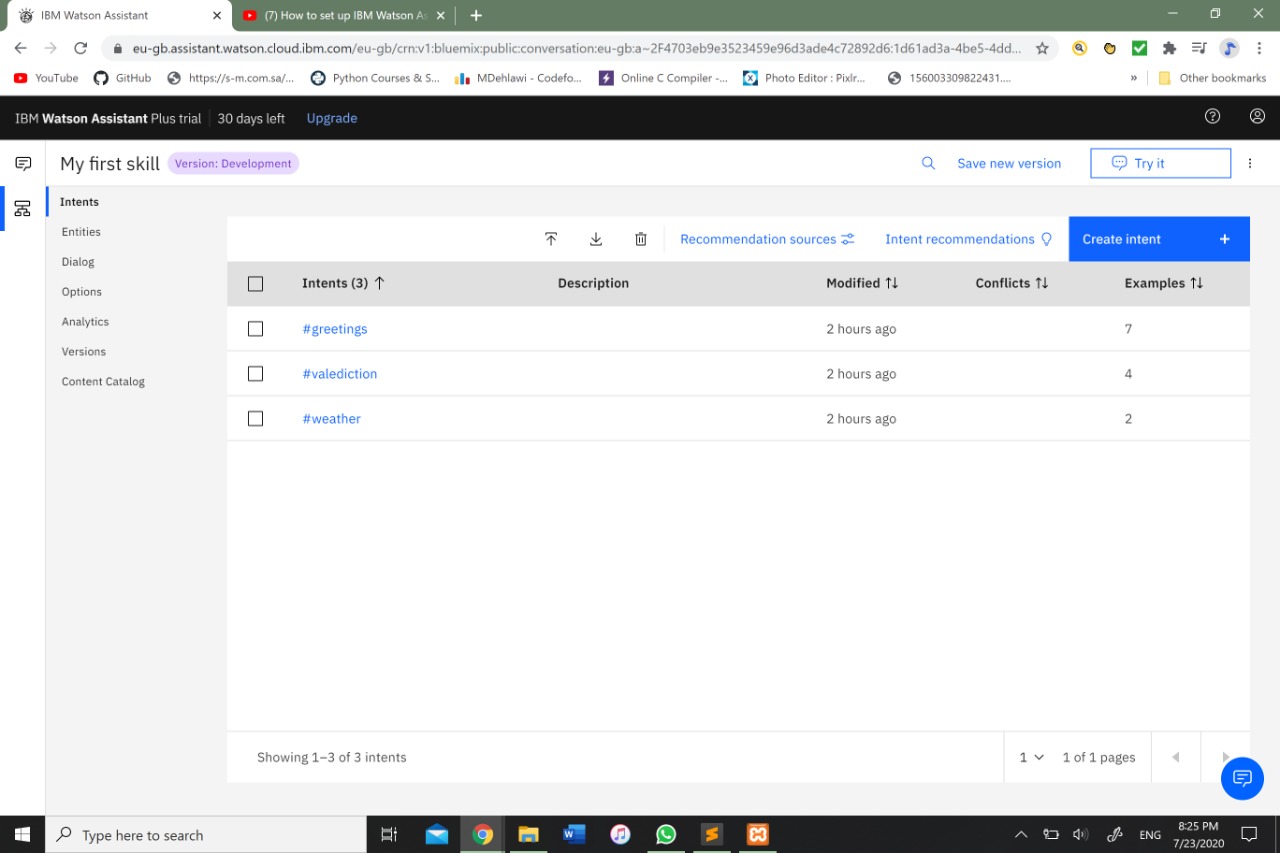 IBM Watson Assistant
(7) How to set up IBM Watson As
eu-gb.assistant.watson.cloud.ibm.com/eu-gb/crn:v1:bluemix:public:conversation:eu-gb:a~2F4703eb9e3523459e96d3ade4c72892d6:1d61ad3a-4be5-4dd...
YouTube GitHub https://s-m.com.sa/... Python Courses & S... MDehlawi - Codefo... Online C Compiler -... Photo Editor : Pixlr... 156003309822431.... » Other bookmarks
IBM Watson Assistant Plus trial 30 days left Upgrade
My first skill Version: Development Save new version Try it
Intents
Entities
Dialog
Options
Analytics
Versions
Content Catalog
Recommendation sources Intent recommendations Create intent +
Intents (3) Description Modified Conflicts Examples
#greetings 2 hours ago 7
#valediction 2 hours ago 4
#weather 2 hours ago 2
Showing 1–3 of 3 intents 1 1 of 1 pages
Type here to search ENG 8:25 PM
7/23/2020